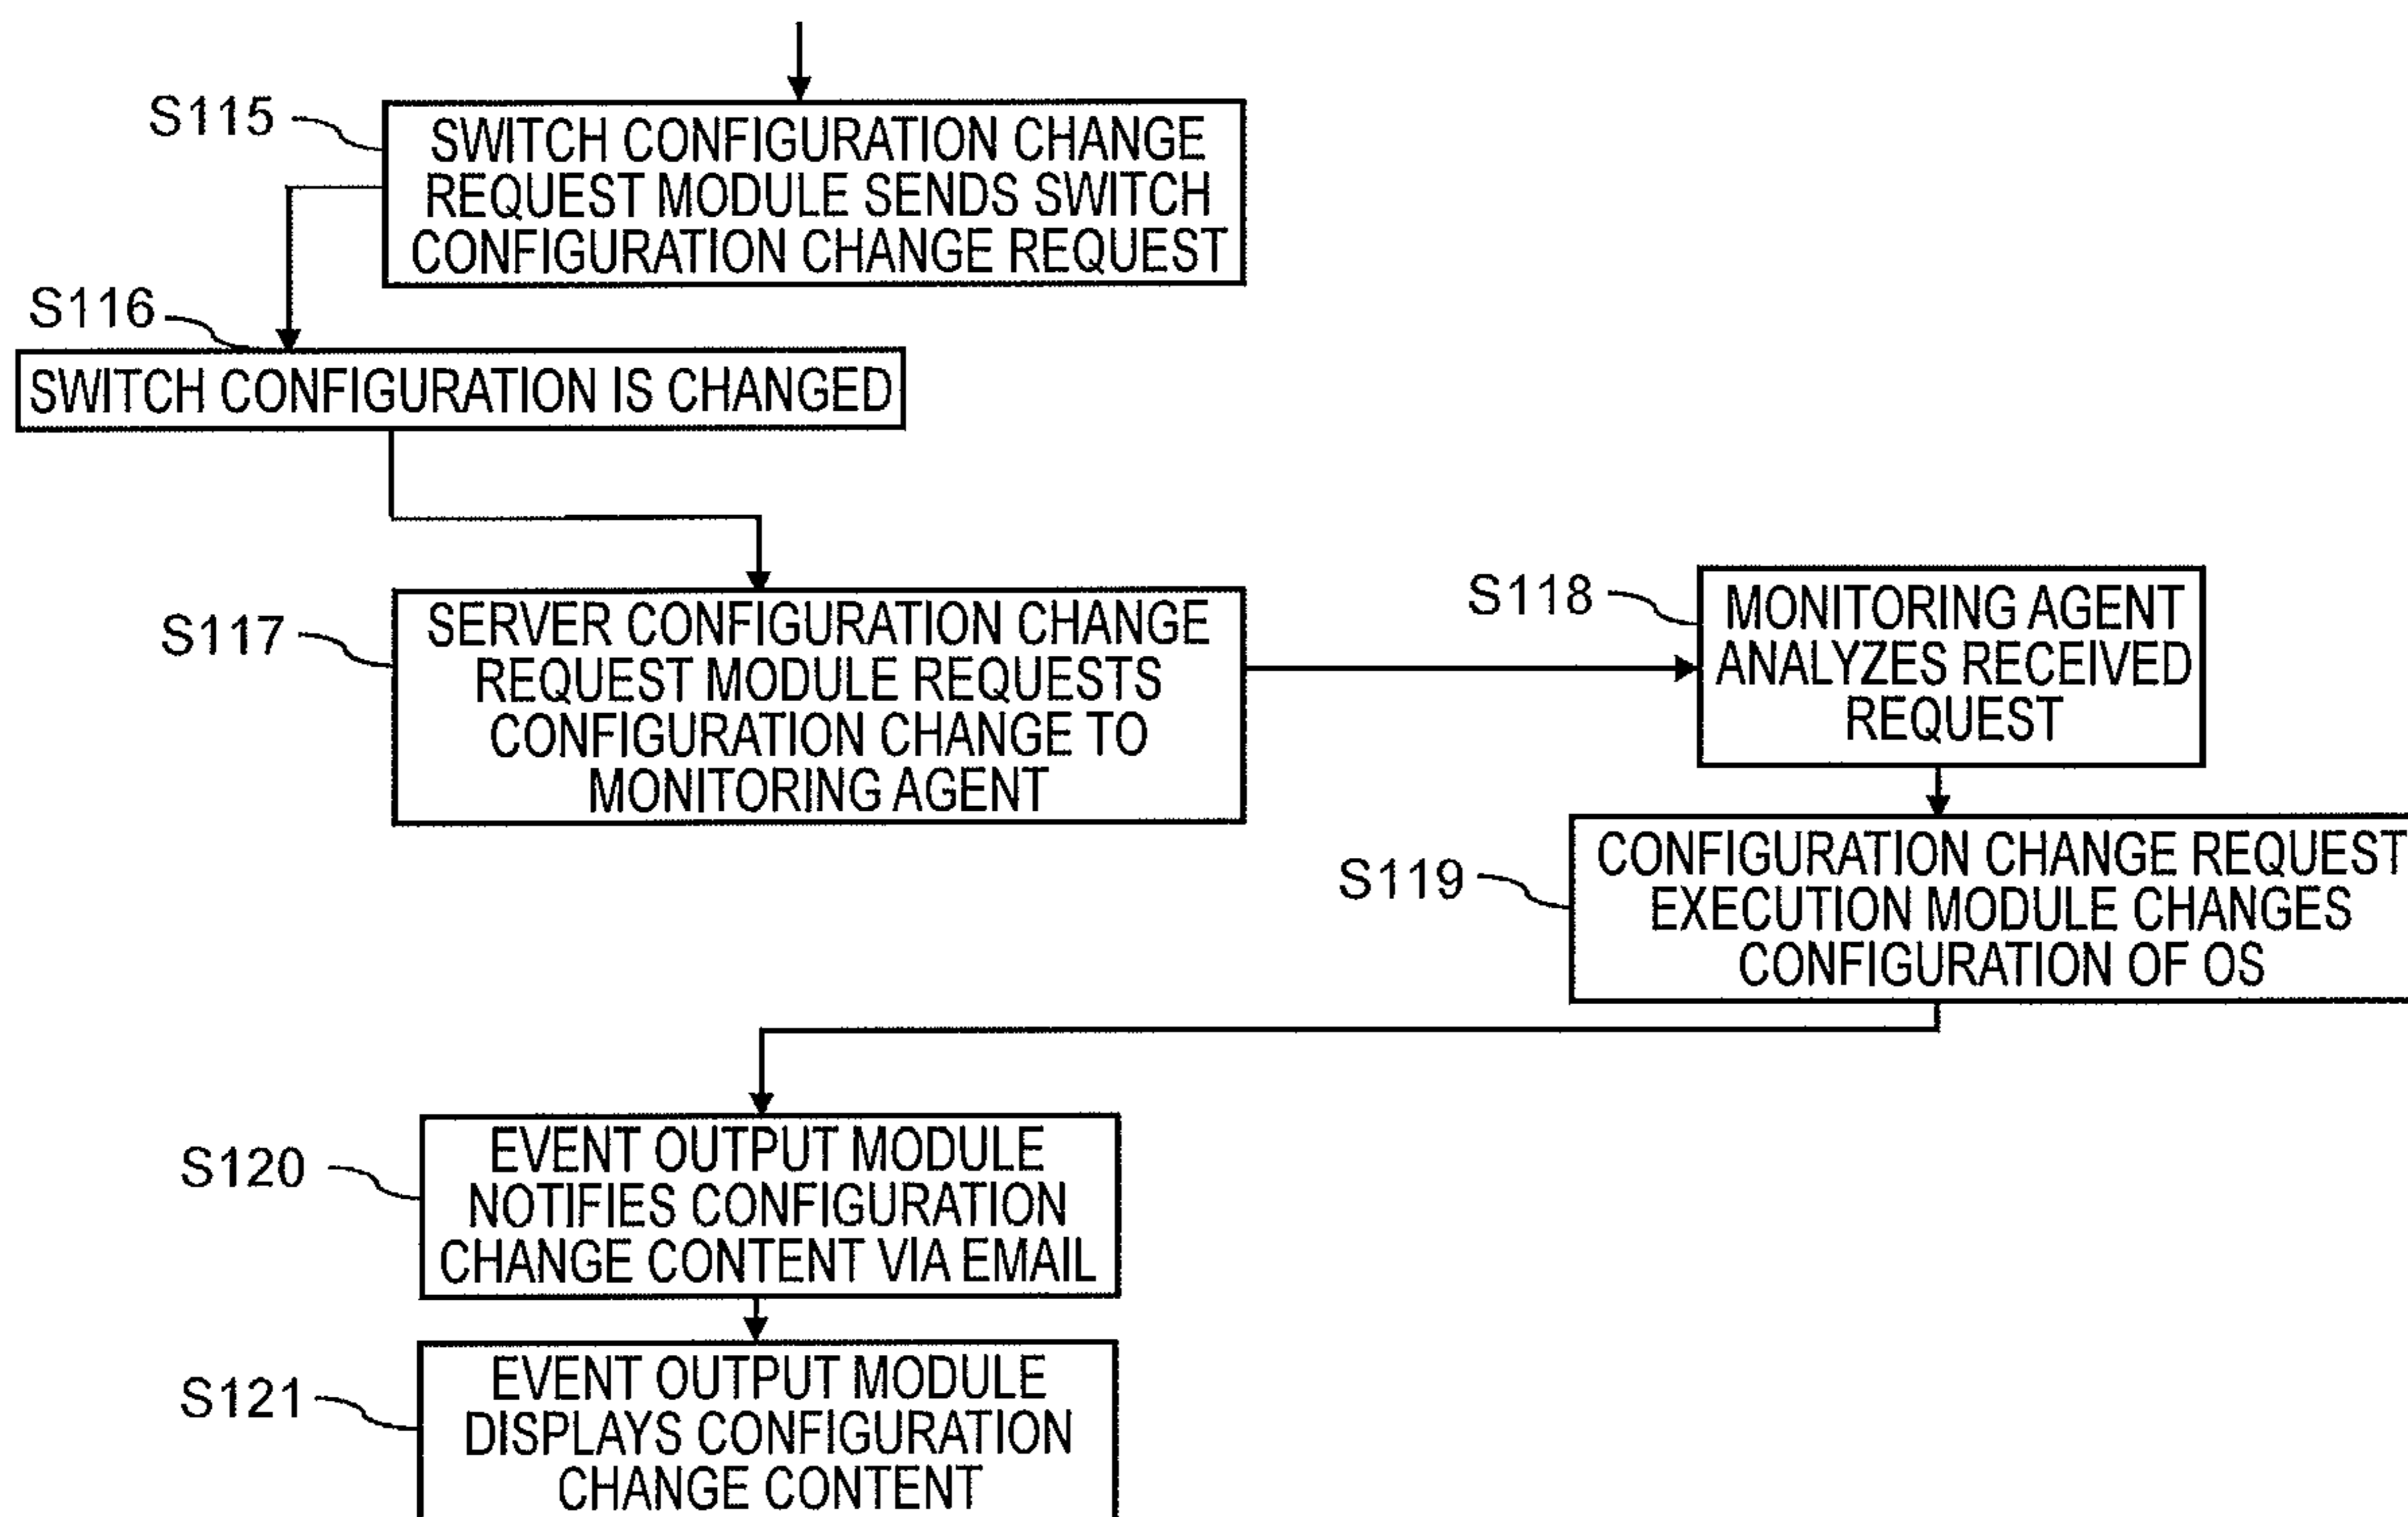 S115
SWITCH CONFIGURATION CHANGE
REQUEST MODULE SENDS SWITCH
CONFIGURATION CHANGE REQUEST
S116
SWITCH CONFIGURATION IS CHANGED
S117
SERVER CONFIGURATION CHANGE
REQUEST MODULE REQUESTS
CONFIGURATION CHANGE TO
MONITORING AGENT
S118
MONITORING AGENT
ANALYZES RECEIVED
REQUEST
S119
CONFIGURATION CHANGE REQUEST
EXECUTION MODULE CHANGES
CONFIGURATION OF OS
S120
EVENT OUTPUT MODULE
NOTIFIES CONFIGURATION
CHANGE CONTENT VIA EMAIL
S121
EVENT OUTPUT MODULE
DISPLAYS CONFIGURATION
CHANGE CONTENT